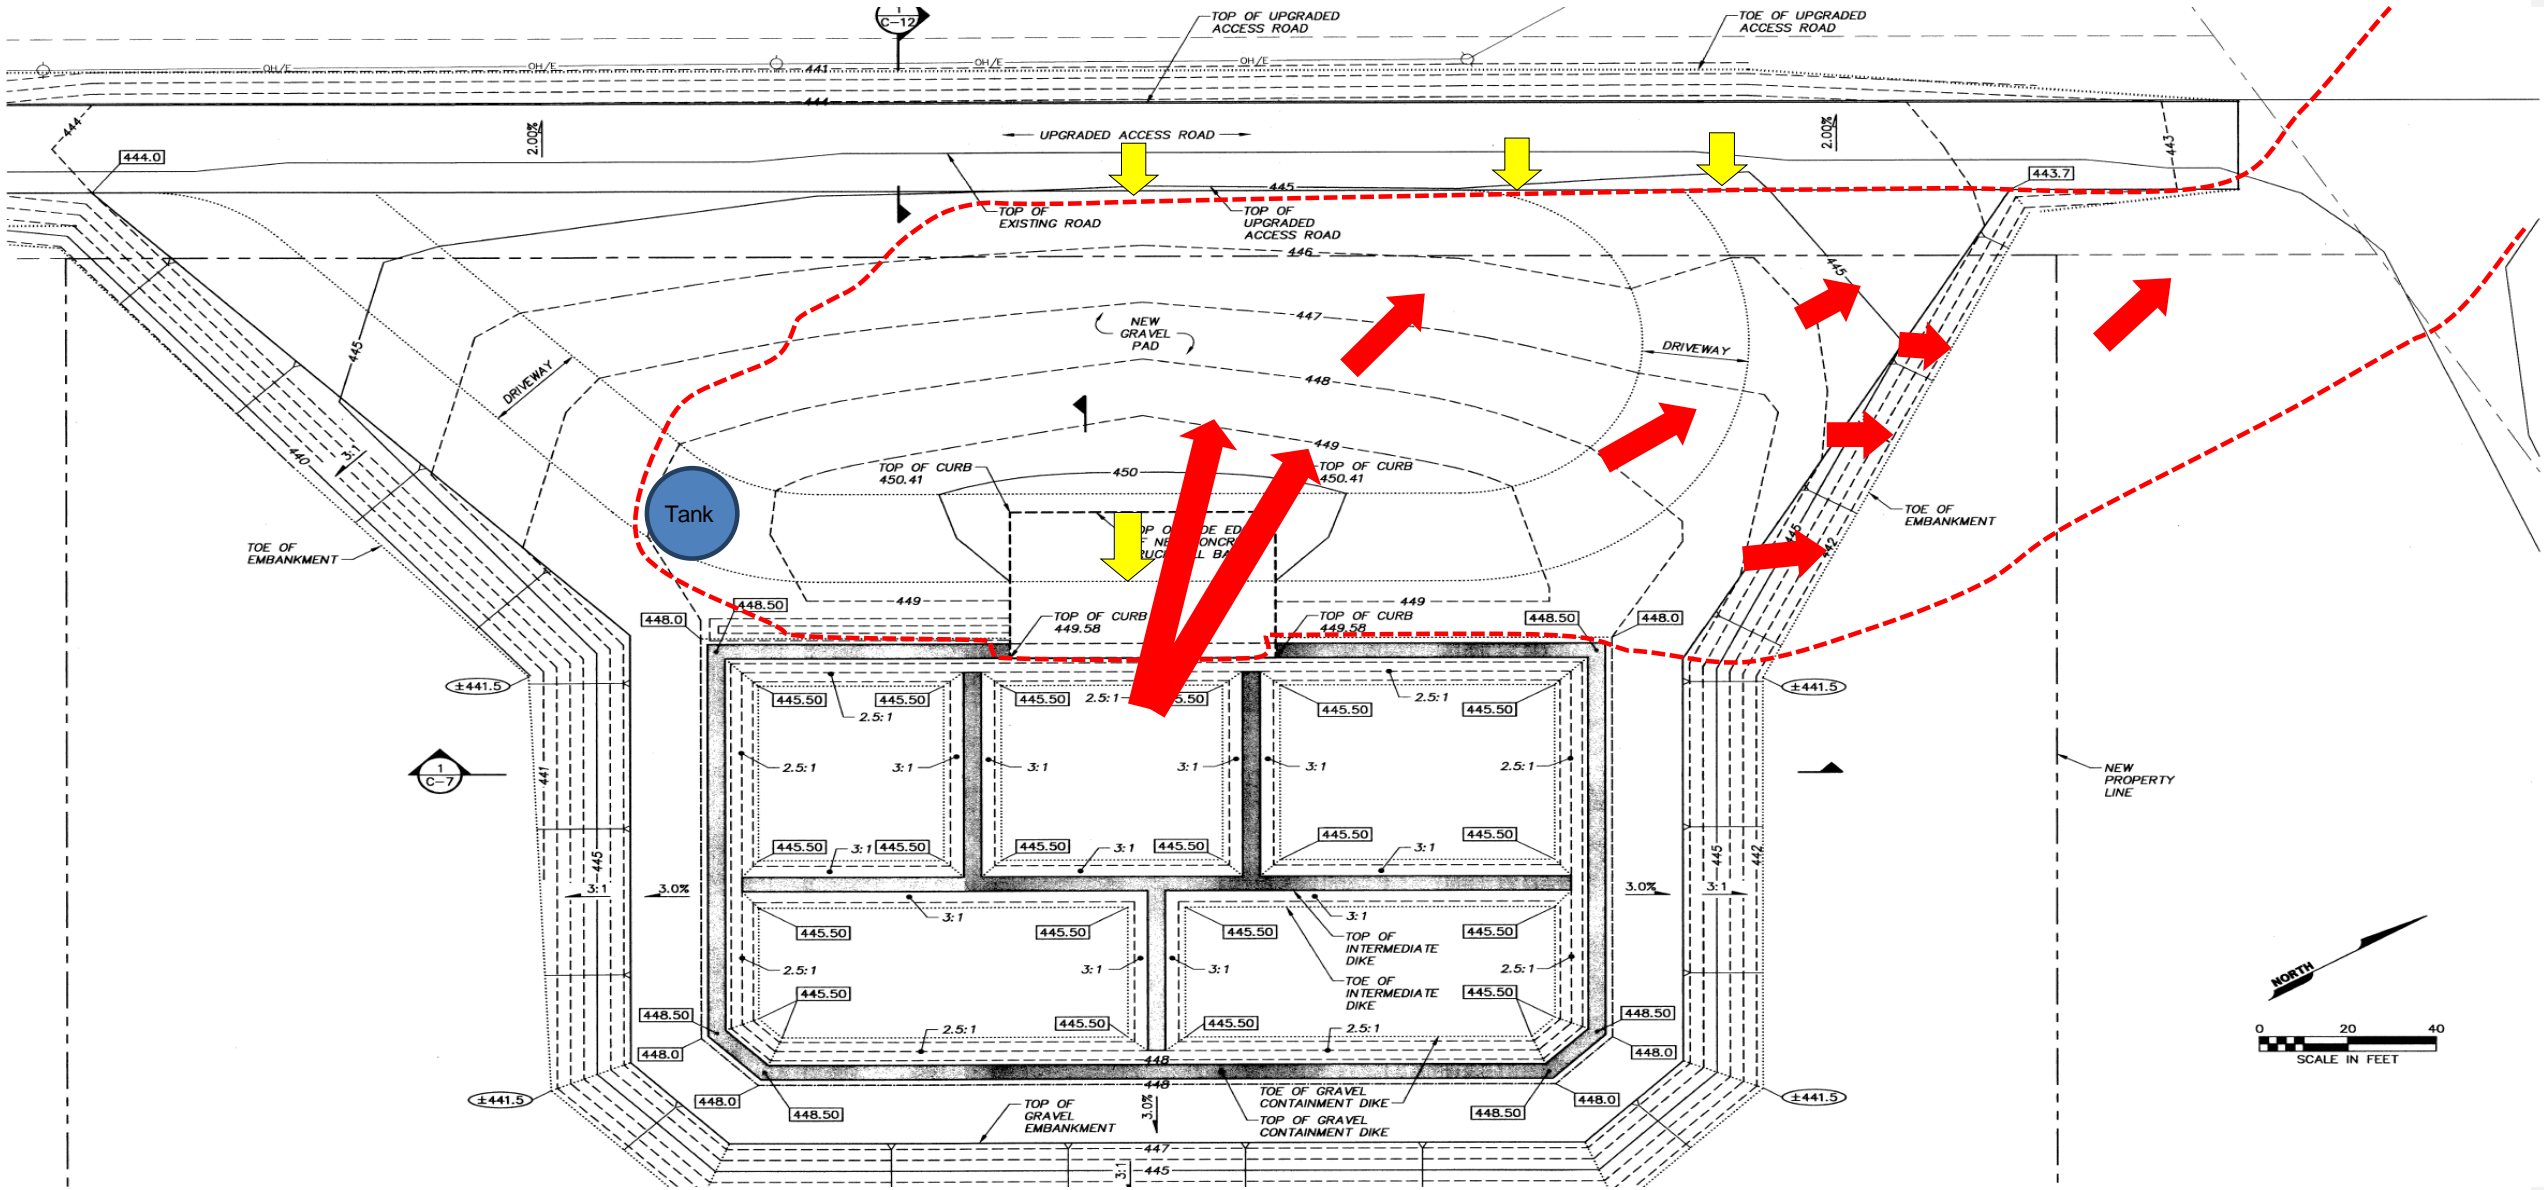 1
C-12
TOP OF UPGRADED
ACCESS ROAD
TOE OF UPGRADED
ACCESS ROAD
OH/E
OH/E
OH/E
OH/E
441
444
444
444.0
2.00%
UPGRADED ACCESS ROAD
2.00%
443
443.7
445
TOP OF
EXISTING ROAD
TOP OF
UPGRADED
ACCESS ROAD
446
445
447
NEW
GRAVEL
PAD
445
DRIVEWAY
DRIVEWAY
448
449
TOP OF CURB
450.41
450
TOP OF CURB
450.41
440
3
Tank
TOE OF
EMBANKMENT
TOE OF
EMBANKMENT
445
442
449
449
448.0
448.50
TOP OF CURB
449.58
TOP OF CURB
449.58
448.50
448.0
±441.5
±441.5
445.50
445.50
445.50
2.5:1
2.5:1
2.5:1
445.50
445.50
2.5:1
3:1
3:1
3:1
3:1
2.5:1
1
C-7
441
445
NEW
PROPERTY
LINE
445.50
3:1
445.50
445.50
3:1
445.50
445.50
3:1
445.50
445
442
3:1
3.0%
3.0%
3:1
3:1
3:1
445.50
445.50
445.50
445.50
TOP OF
INTERMEDIATE
DIKE
TOE OF
INTERMEDIATE
DIKE
2.5:1
3:1
3:1
2.5:1
445.50
445.50
NORTH
448.50
2.5:1
445.50
445.50
2.5:1
448.50
448.0
448
448.0
0
20
40
SCALE IN FEET
448
448.0
448.50
TOP OF
GRAVEL
EMBANKMENT
3.0%
TOE OF GRAVEL
CONTAINMENT DIKE
TOP OF GRAVEL
CONTAINMENT DIKE
448.50
448.0
±441.5
±441.5
447
445
3:1